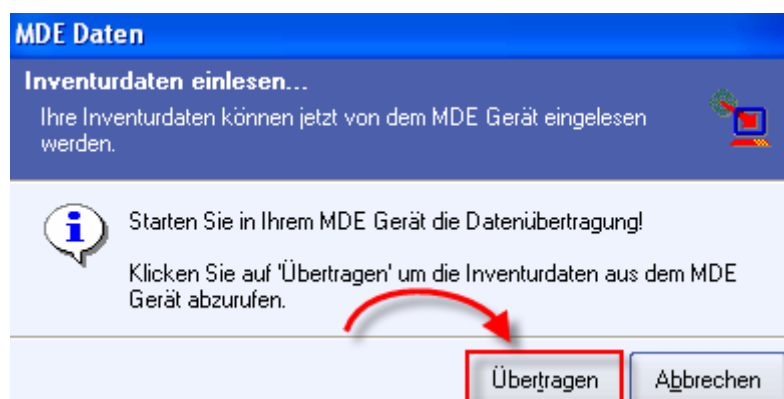 MDE Daten
Inventurdaten einlesen...
Ihre Inventurdaten können jetzt von dem MDE Gerät eingelesen
werden.
Starten Sie in Ihrem MDE Gerät die Datenübertragung!
Klicken Sie auf 'Übertragen' um die Inventurdaten aus dem MDE
Gerät abzurufen.
Übertragen
Abbrechen